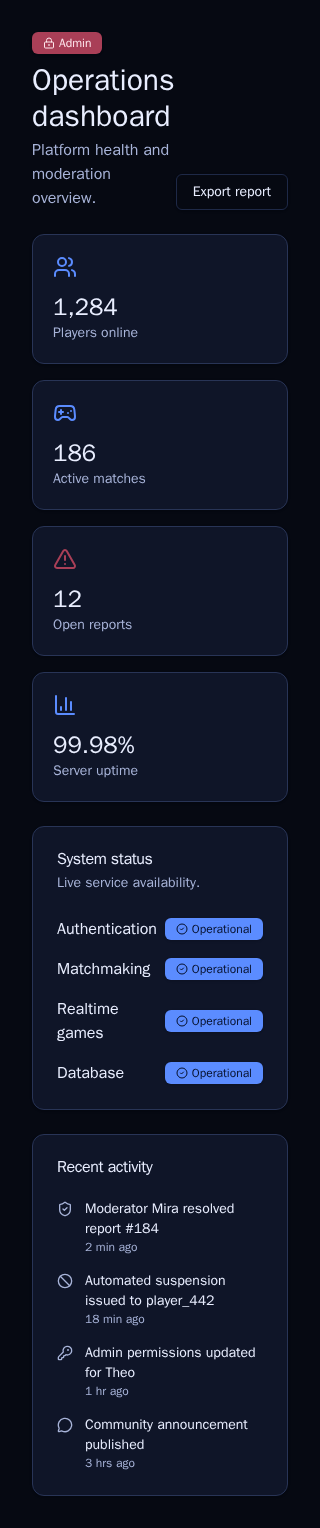 Admin
Operations
dashboard
Platform health and
moderation
overview.
Export report
1,284
Players online
186
Active matches
12
Open reports
99.98%
Server uptime
System status
Live service availability.
Authentication Operational
Matchmaking Operational
Realtime
games
Operational
Database Operational
Recent activity
Moderator Mira resolved
report #184
2 min ago
Automated suspension
issued to player_442
18 min ago
Admin permissions updated
for Theo
1 hr ago
Community announcement
published
3 hrs ago